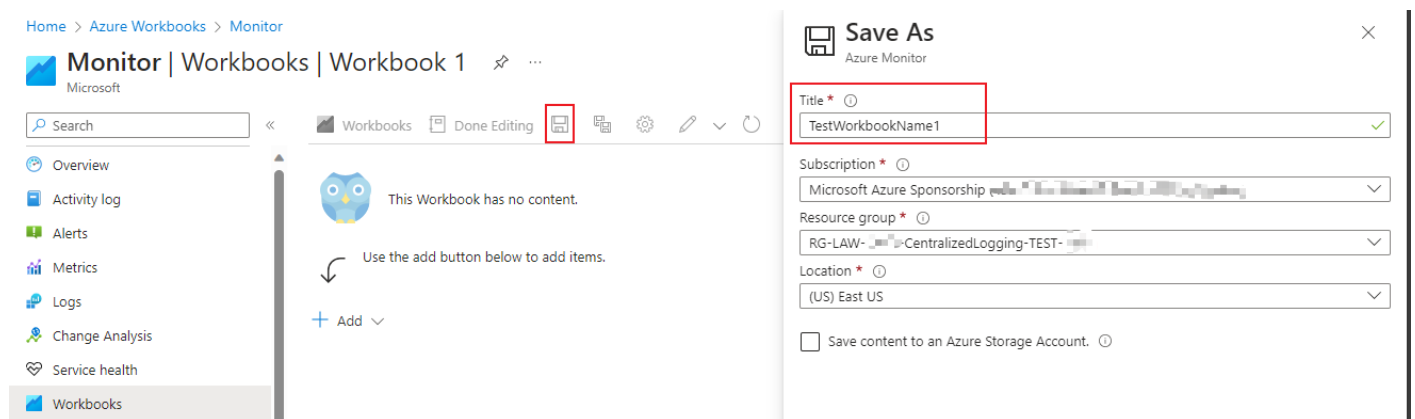 Home > Azure Workbooks > Monitor
Monitor | Workbooks | Workbook 1
Microsoft
Search
Overview
Activity log
Alerts
Metrics
Logs
Change Analysis
Service health
Workbooks
Workbooks Done Editing
This Workbook has no content.
Use the add button below to add items.
Add
Save As
Azure Monitor
Title *
TestWorkbookName1
Subscription *
Microsoft Azure Sponsorship
Resource group *
RG-LAW- -CentralizedLogging-TEST-
Location *
(US) East US
Save content to an Azure Storage Account.